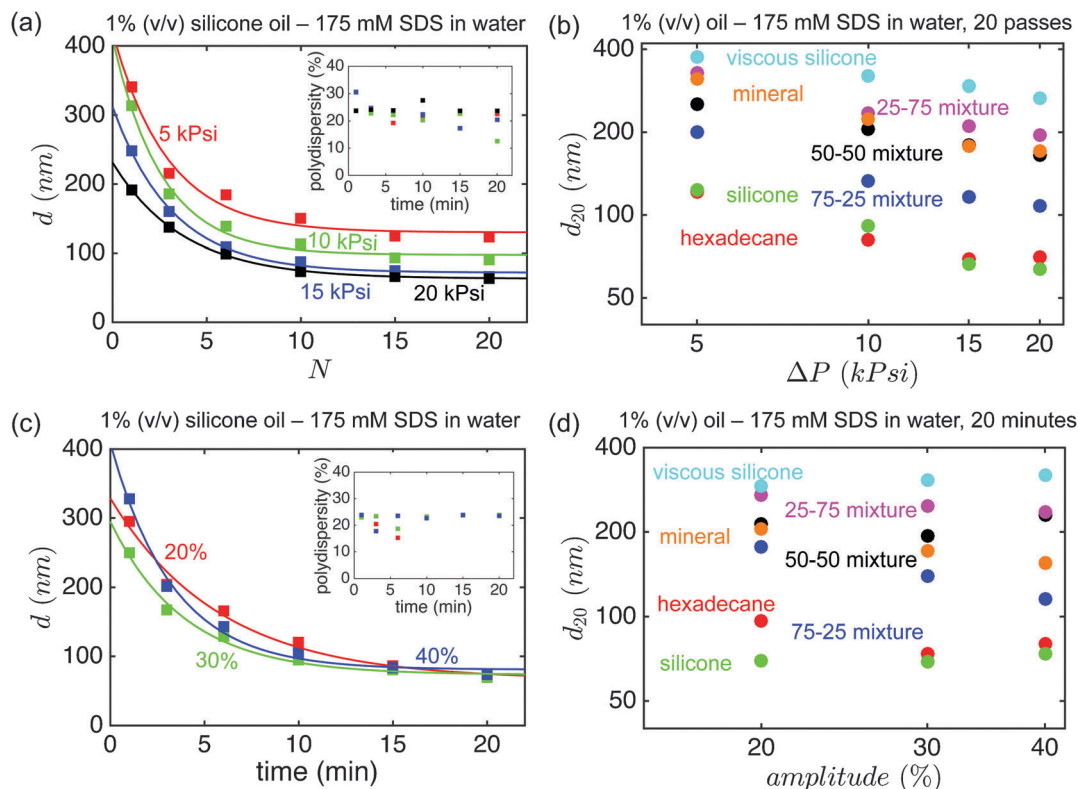 (a)
1% (v/v) silicone oil – 175 mM SDS in water
400
300
200
100
0
d (nm)
0
5
10
15
20
N
5 kPsi
10 kPsi
15 kPsi
20 kPsi
polydispersity (%)
40
30
20
10
0
0
5
10
15
20
time (min)
(b)
1% (v/v) oil – 175 mM SDS in water, 20 passes
400
200
100
50
d20 (nm)
viscous silicone
mineral
25-75 mixture
50-50 mixture
silicone
75-25 mixture
hexadecane
5
10
15
20
ΔP (kPsi)
(c)
1% (v/v) silicone oil – 175 mM SDS in water
400
300
200
100
0
d (nm)
0
5
10
15
20
time (min)
20%
30%
40%
polydispersity (%)
40
30
20
10
0
0
5
10
15
20
time (min)
(d)
1% (v/v) oil – 175 mM SDS in water, 20 minutes
400
200
100
50
d20 (nm)
viscous silicone
25-75 mixture
mineral
50-50 mixture
hexadecane
75-25 mixture
silicone
20
30
40
amplitude (%)